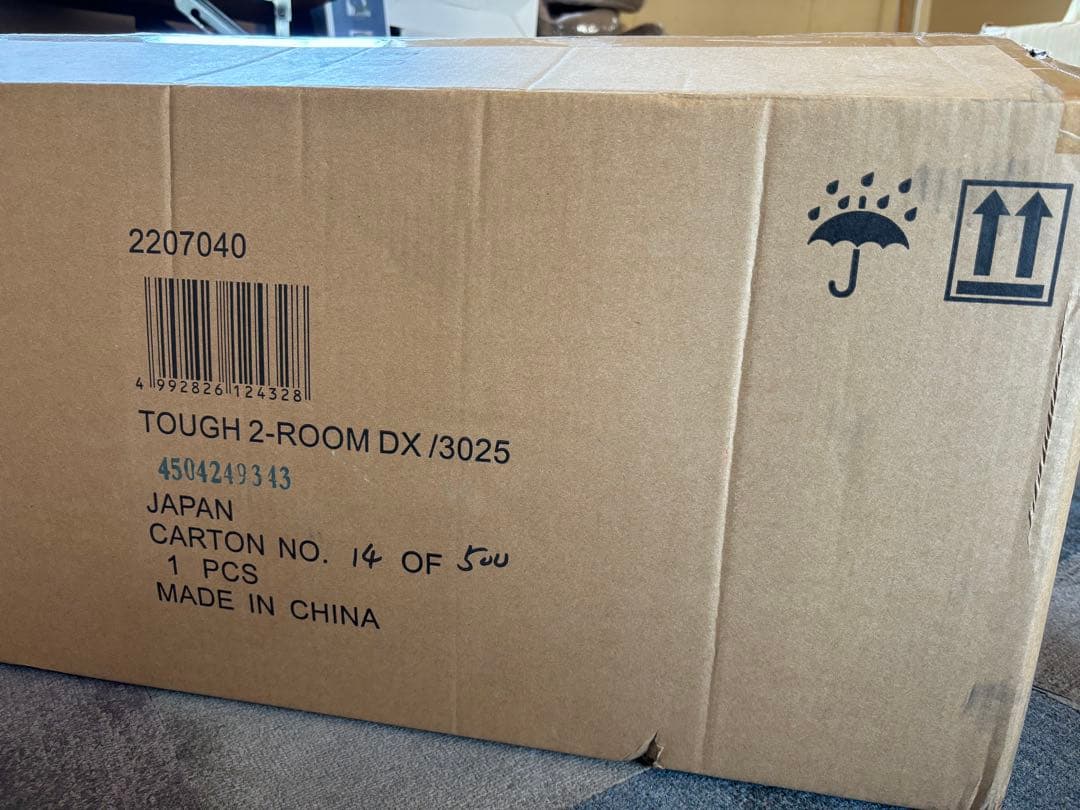 2207040
4 992826 124328
TOUGH 2-ROOM DX /3025
4504249343
JAPAN
CARTON NO. 14 OF 500
1 PCS
MADE IN CHINA